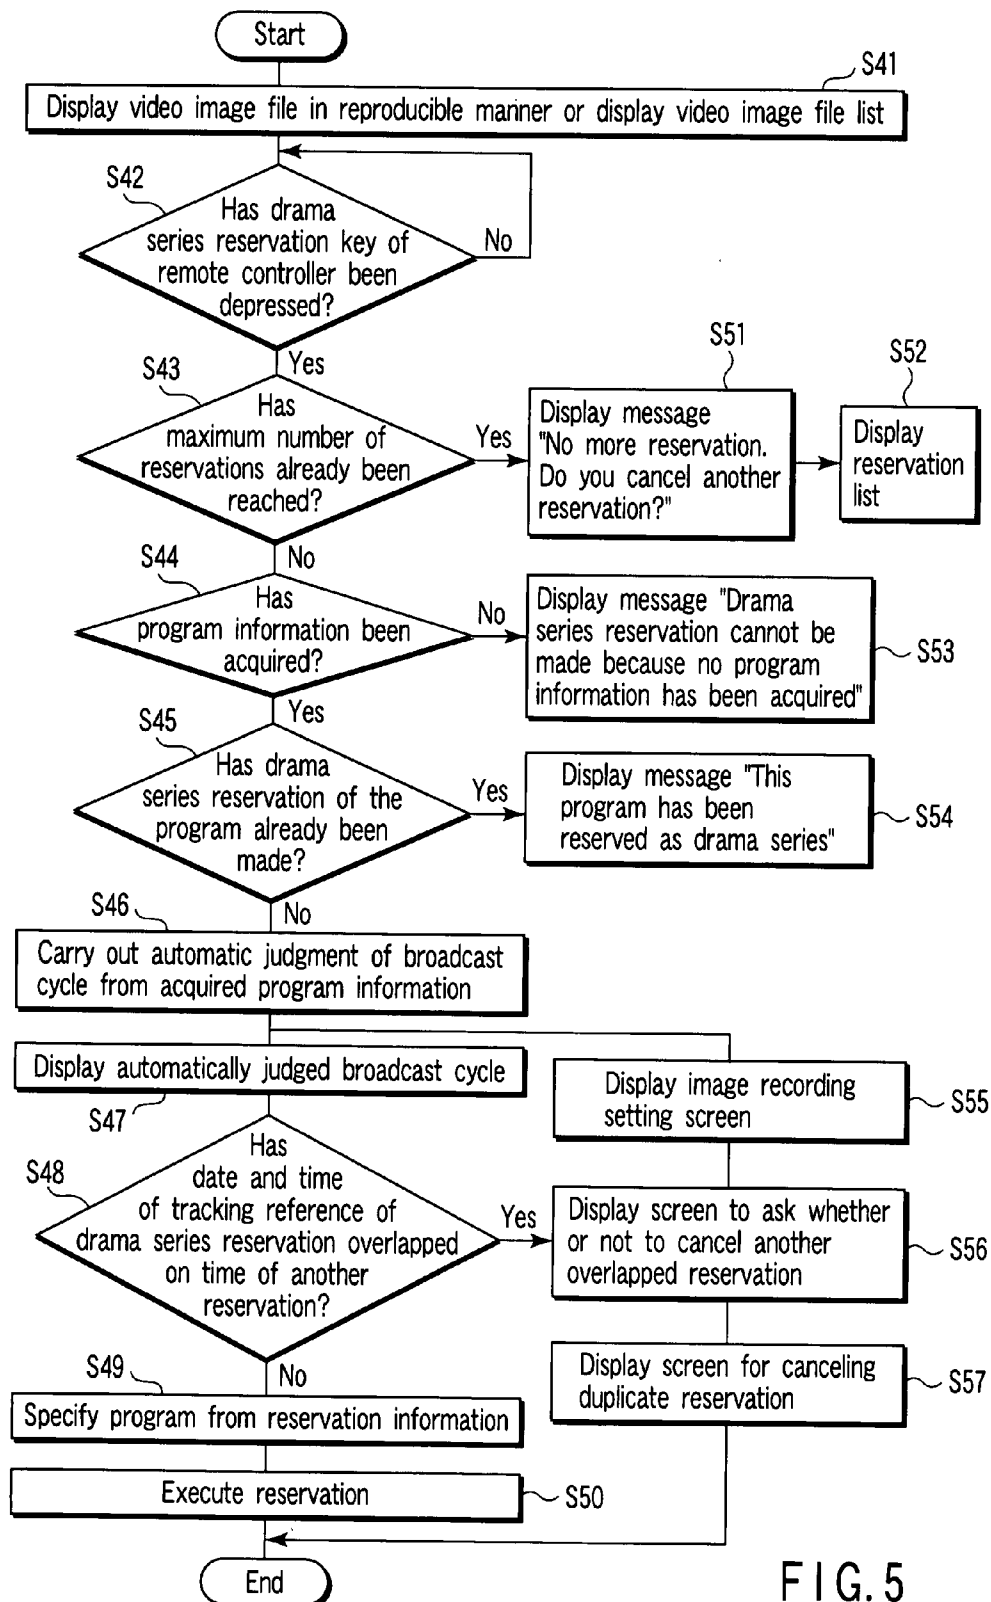 Start
S41
Display video image file in reproducible manner or display video image file list
S42
Has drama
series reservation key of
remote controller been
depressed?
No
Yes
S43
Has
maximum number of
reservations already been
reached?
Yes
S51
Display message
"No more reservation.
Do you cancel another
reservation?"
S52
Display
reservation
list
No
S44
Has
program information been
acquired?
No
Display message "Drama
series reservation cannot be
made because no program
information has been acquired"
S53
Yes
S45
Has drama
series reservation of the
program already been
made?
Yes
Display message "This
program has been
reserved as drama series"
S54
No
S46
Carry out automatic judgment of broadcast
cycle from acquired program information
Display automatically judged broadcast cycle
S47
Display image recording
setting screen
S55
S48
Has
date and time
of tracking reference of
drama series reservation overlapped
on time of another
reservation?
Yes
Display screen to ask whether
or not to cancel another
overlapped reservation
S56
No
S49
Specify program from reservation information
Display screen for canceling
duplicate reservation
S57
Execute reservation
S50
End
FIG. 5